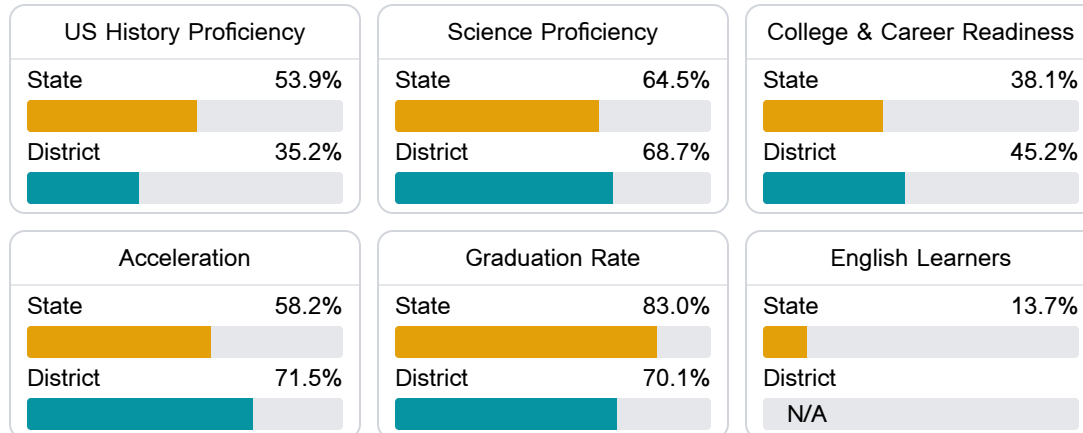 US History Proficiency
State 53.9%
District 35.2%
Science Proficiency
State 64.5%
District 68.7%
College & Career Readiness
State 38.1%
District 45.2%
Acceleration
State 58.2%
District 71.5%
Graduation Rate
State 83.0%
District 70.1%
English Learners
State 13.7%
District
N/A